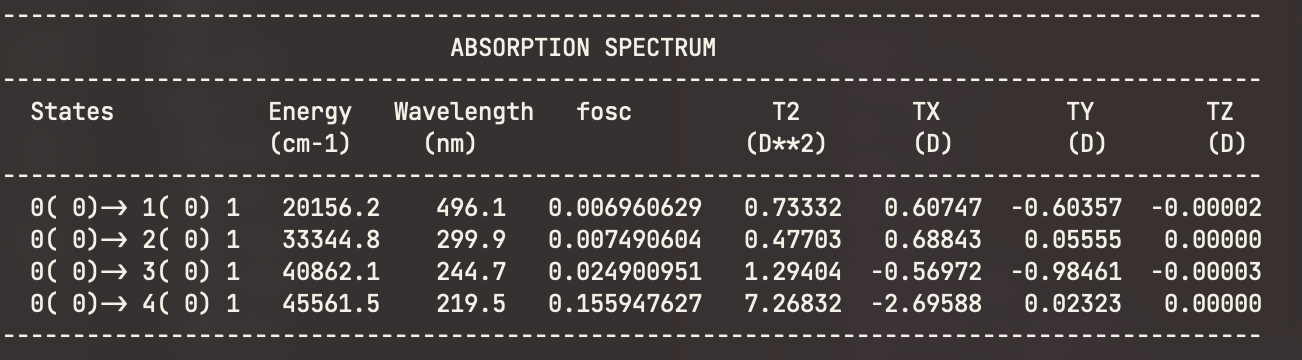 ------------------------------------------------------------------------------------------
ABSORPTION SPECTRUM
------------------------------------------------------------------------------------------
States Energy Wavelength fosc T2 TX TY TZ
(cm-1) (nm) (D**2) (D) (D) (D)
------------------------------------------------------------------------------------------
0( 0)-> 1( 0) 1 20156.2 496.1 0.006960629 0.73332 0.60747 -0.60357 -0.00002
0( 0)-> 2( 0) 1 33344.8 299.9 0.007490604 0.47703 0.68843 0.05555 0.00000
0( 0)-> 3( 0) 1 40862.1 244.7 0.024900951 1.29404 -0.56972 -0.98461 -0.00003
0( 0)-> 4( 0) 1 45561.5 219.5 0.155947627 7.26832 -2.69588 0.02323 0.00000
------------------------------------------------------------------------------------------